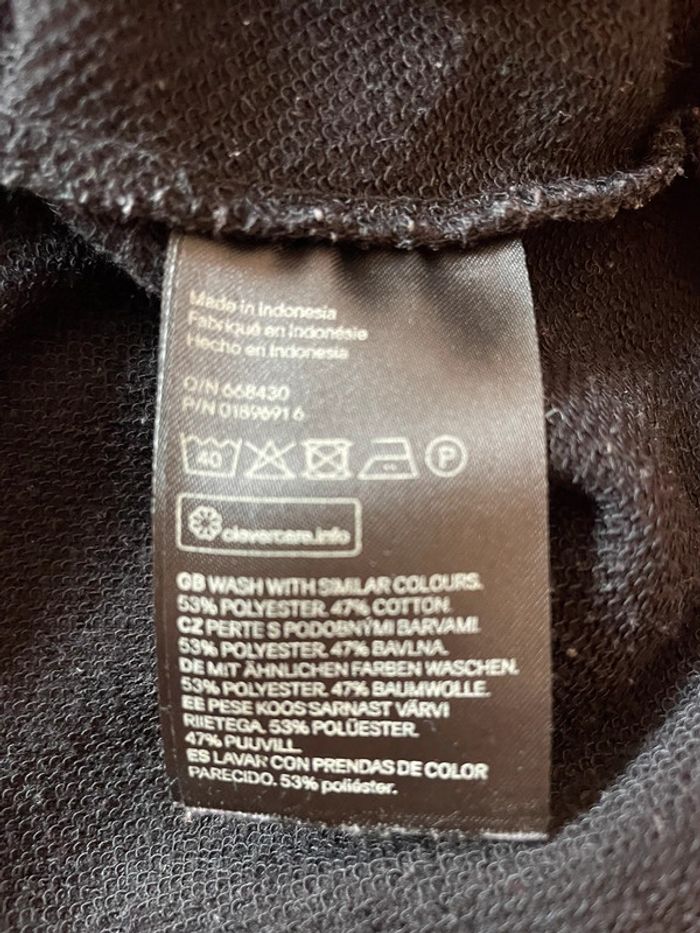 Made in Indonesia
Fabriqué en Indonésie
Hecho en Indonesia
O/N 668430
P/N 01896916
40
P
clevercare.info
GB WASH WITH SIMILAR COLOURS.
53% POLYESTER. 47% COTTON.
CZ PERTE S PODOBNÝMI BARVAMI.
53% POLYESTER. 47% BAVLNA.
DE MIT ÄHNLICHEN FARBEN WASCHEN.
53% POLYESTER. 47% BAUMWOLLE.
EE PESE KOOS SARNAST VÄRVI
RIIETEGA. 53% POLÜESTER.
47% PUUVILL.
ES LAVAR CON PRENDAS DE COLOR
PARECIDO. 53% poliéster.